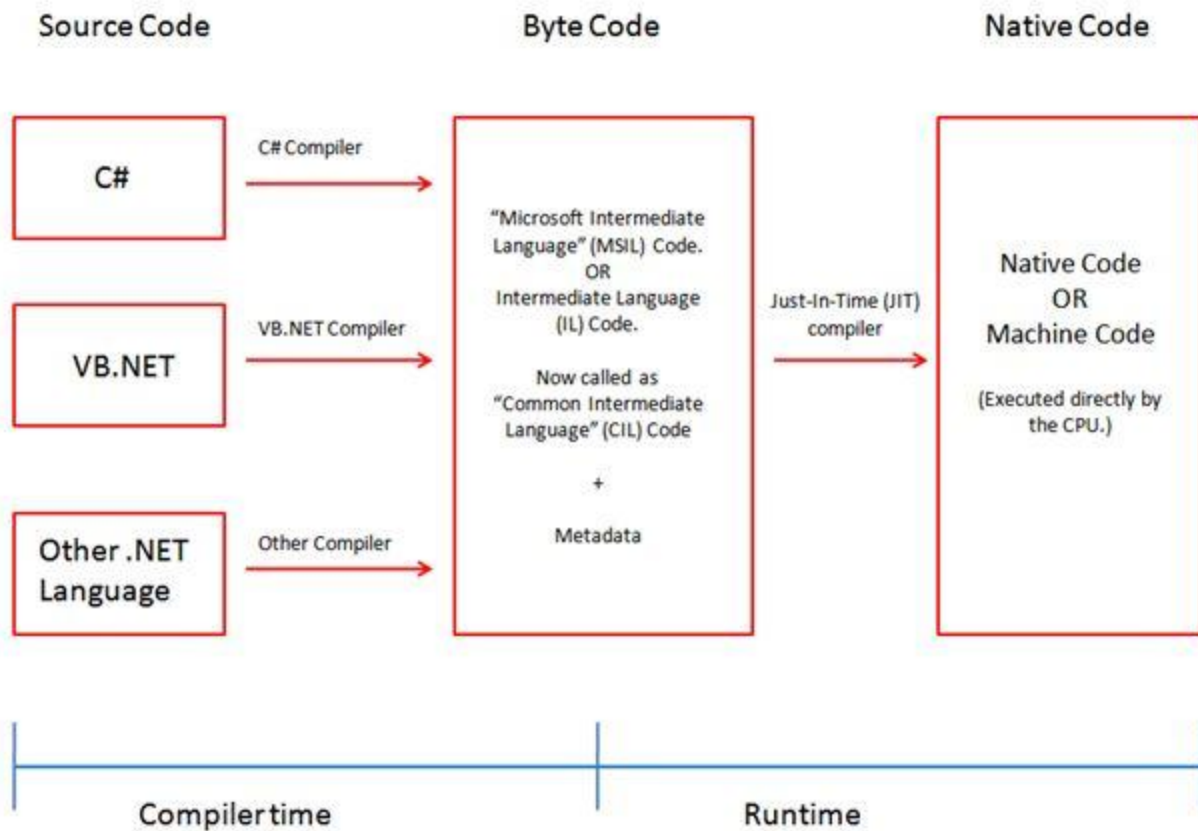 Source Code
Byte Code
Native Code
C#
C# Compiler
VB.NET
VB.NET Compiler
Other .NET
Language
Other Compiler
“Microsoft Intermediate
Language” (MSIL) Code.
OR
Intermediate Language
(IL) Code.
Now called as
“Common Intermediate
Language” (CIL) Code
+
Metadata
Just-In-Time (JIT)
compiler
Native Code
OR
Machine Code
(Executed directly by
the CPU.)
Compiler time
Runtime